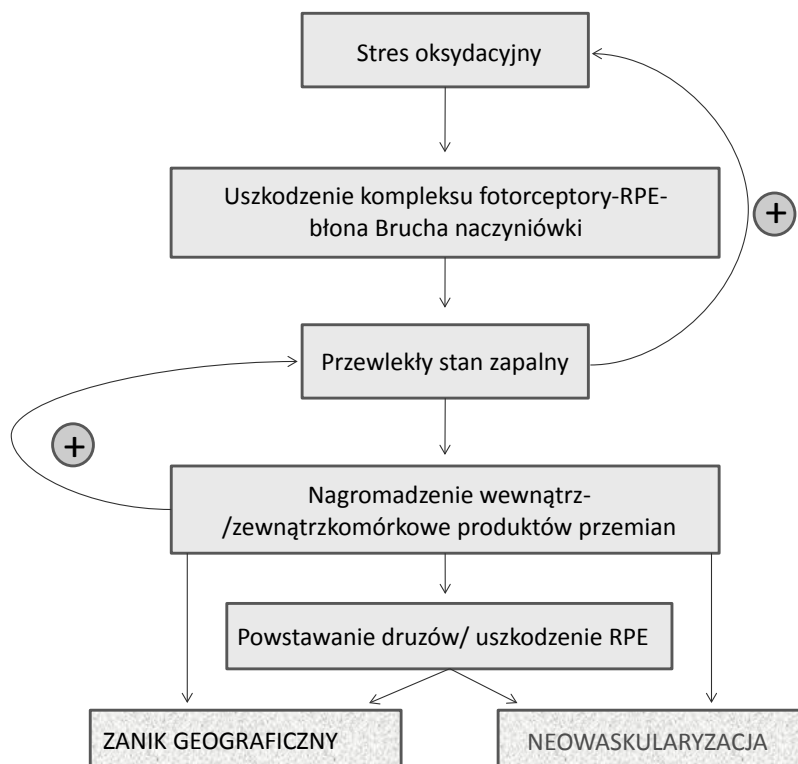 Stres oksydacyjny
Uszkodzenie kompleksu fotorceptory-RPE-
błona Brucha naczyniówki
+
Przewlekły stan zapalny
+
Nagromadzenie wewnątrz-
/zewnątrzkomórkowe produktów przemian
Powstawanie druzów/ uszkodzenie RPE
ZANIK GEOGRAFICZNY
NEOWASKULARYZACJA